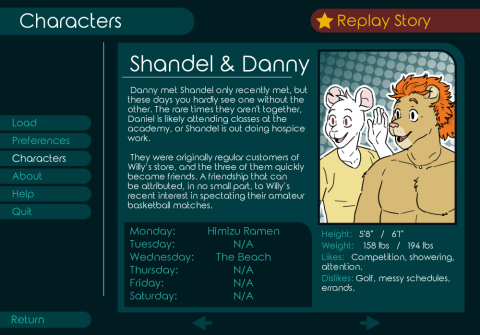 Characters
Replay Story
Shandel & Danny
Danny met Shandel only recently met, but
these days you hardly see one without the
other. The rare times they aren't together,
Daniel is likely attending classes at the
academy, or Shandel is out doing hospice
work.
They were originally regular customers of
Willy's store, and the three of them quickly
became friends. A friendship that can
be attributed, in no small part, to Willy's
recent interest in spectating their amateur
basketball matches.
Load
Preferences
Characters
About
Help
Quit
Monday: Himizu Ramen
Tuesday: N/A
Wednesday: The Beach
Thursday: N/A
Friday: N/A
Saturday: N/A
Height: 5'8" / 6'1"
Weight: 158 lbs / 194 lbs
Likes: Competition, showering,
attention.
Dislikes: Golf, messy schedules,
errands.
Return